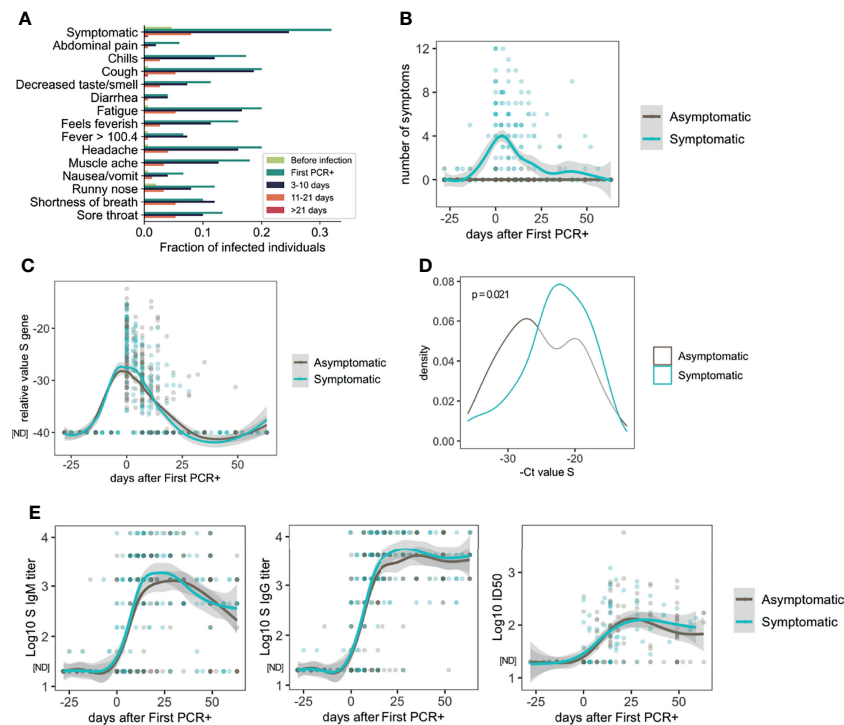 A
Symptomatic
Abdominal pain
Chills
Cough
Decreased taste/smell
Diarrhea
Fatigue
Feels feverish
Fever > 100.4
Headache
Muscle ache
Nausea/vomit
Runny nose
Shortness of breath
Sore throat
Before infection
First PCR+
3-10 days
11-21 days
>21 days
0.0 0.1 0.2 0.3
Fraction of infected individuals
B
number of symptoms
12
8
4
0
-25 0 25 50
days after First PCR+
Asymptomatic
Symptomatic
C
relative value S gene
-20
-30
[ND] -40
-25 0 25 50
days after First PCR+
Asymptomatic
Symptomatic
D
p = 0.021
density
0.08
0.06
0.04
0.02
0.00
-30 -20
-Ct value S
Asymptomatic
Symptomatic
E
Log10 S IgM titer
4
3
2
[ND]
1
-25 0 25 50
days after First PCR+
Log10 S IgG titer
4
3
2
[ND]
1
-25 0 25 50
days after First PCR+
Log10 ID50
3
2
[ND]
1
-25 0 25 50
days after First PCR+
Asymptomatic
Symptomatic